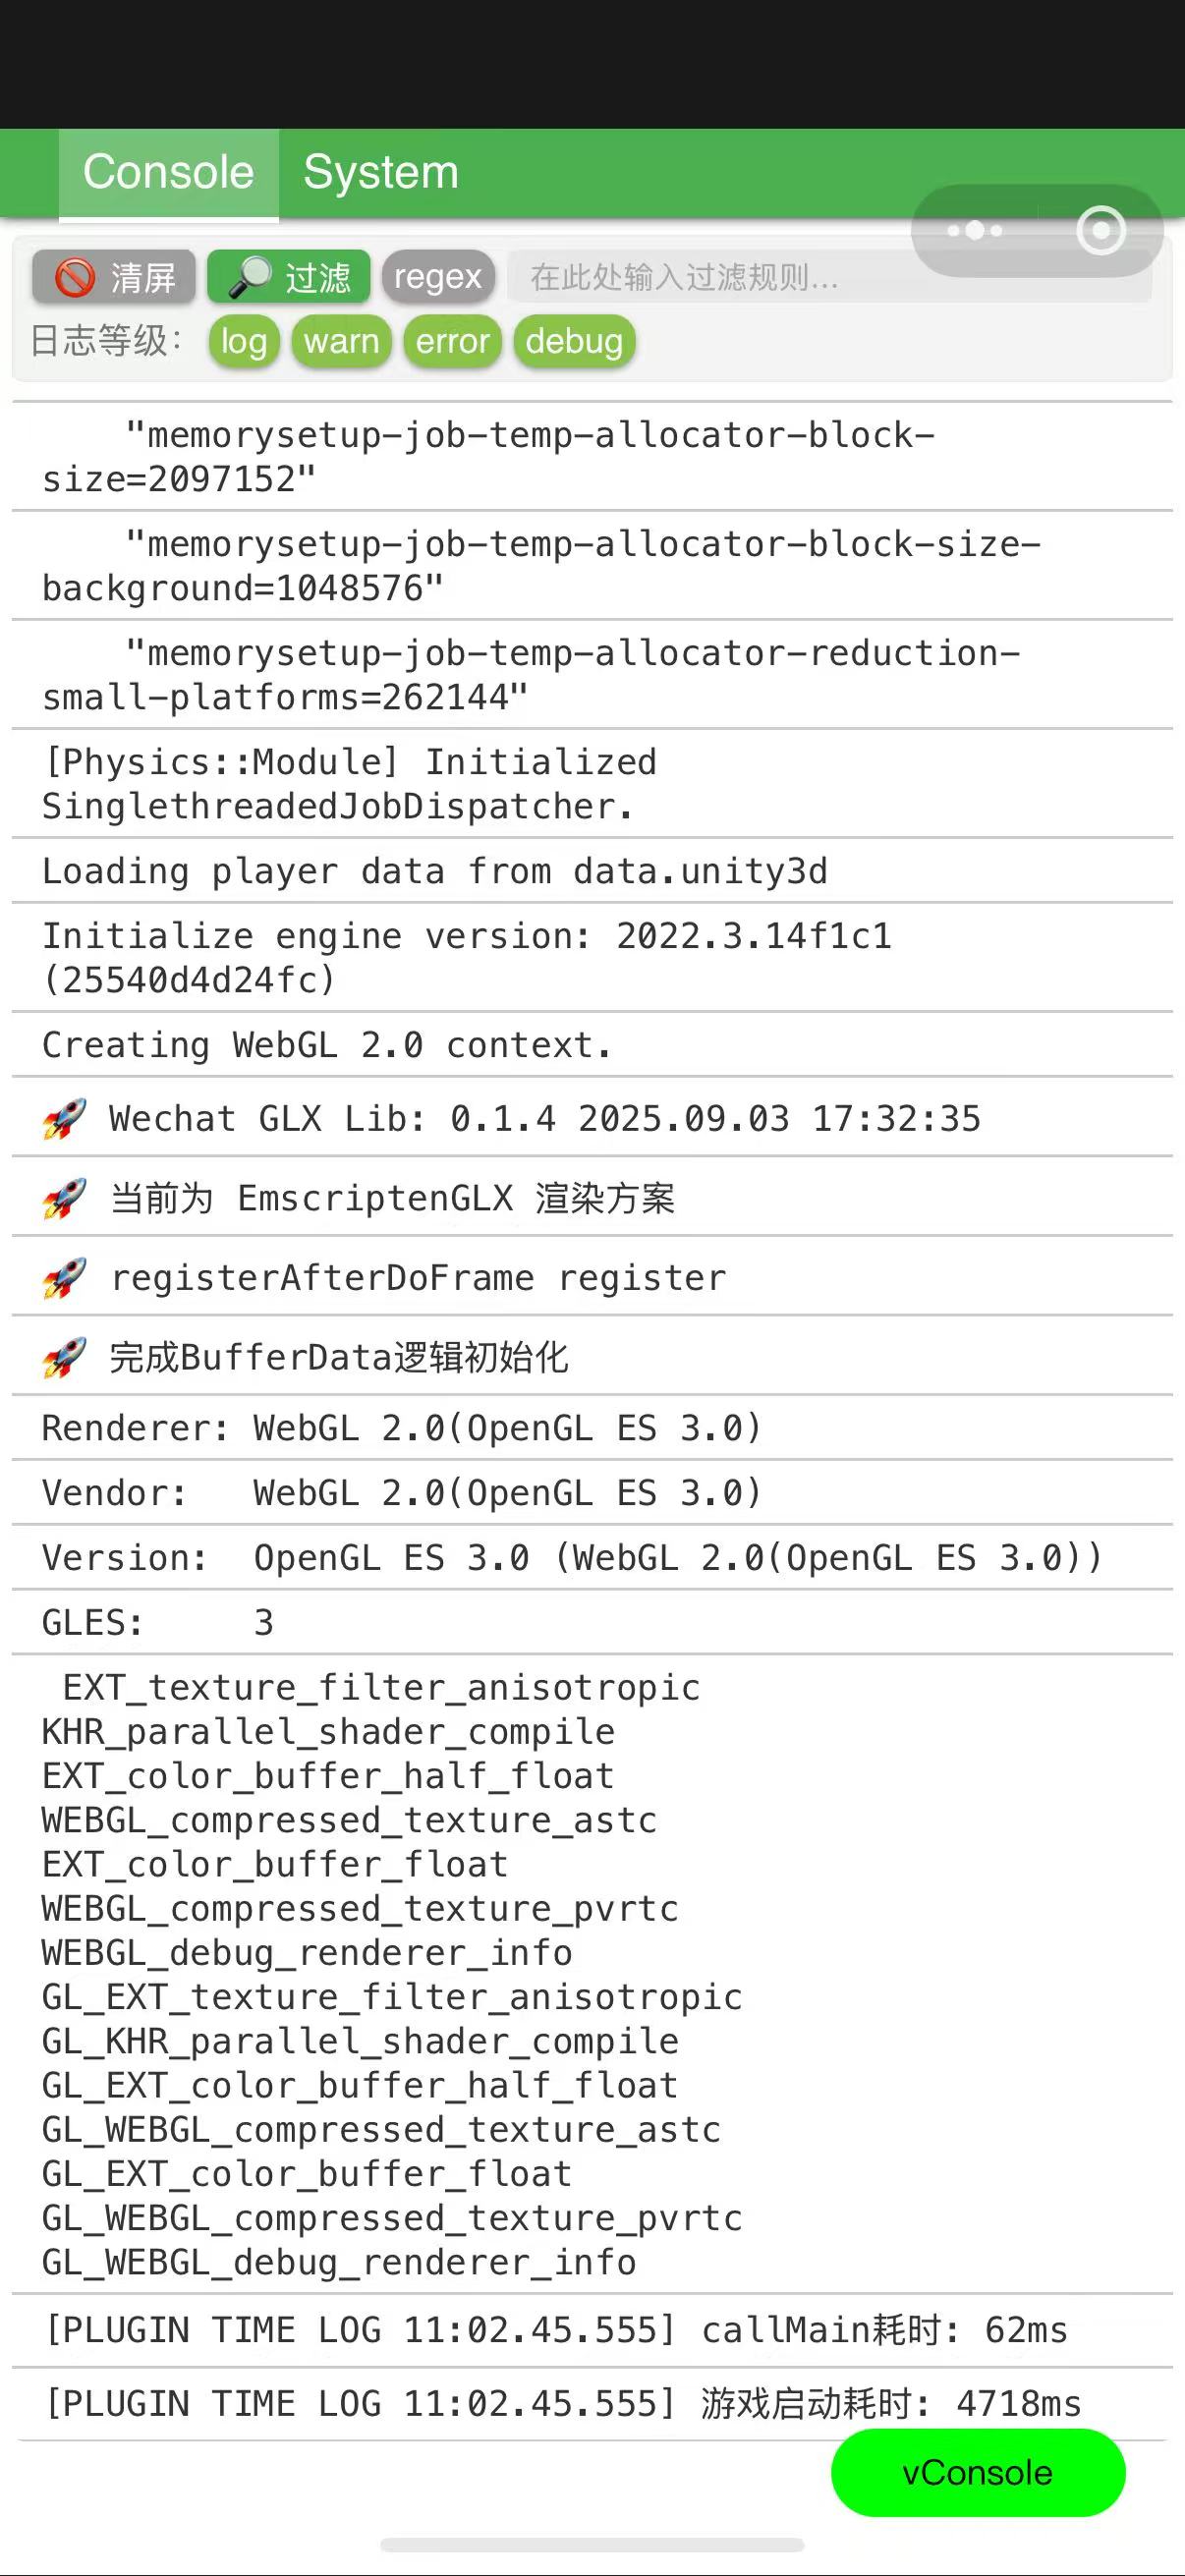 Console System
清屏 过滤 regex 在此处输入过滤规则...
日志等级： log warn error debug
"memorysetup-job-temp-allocator-block-
size=2097152"
"memorysetup-job-temp-allocator-block-size-
background=1048576"
"memorysetup-job-temp-allocator-reduction-
small-platforms=262144"
[Physics::Module] Initialized
SinglethreadedJobDispatcher.
Loading player data from data.unity3d
Initialize engine version: 2022.3.14f1c1
(25540d4d24fc)
Creating WebGL 2.0 context.
🚀 Wechat GLX Lib: 0.1.4 2025.09.03 17:32:35
🚀 当前为 EmscriptenGLX 渲染方案
🚀 registerAfterDoFrame register
🚀 完成BufferData逻辑初始化
Renderer: WebGL 2.0(OpenGL ES 3.0)
Vendor: WebGL 2.0(OpenGL ES 3.0)
Version: OpenGL ES 3.0 (WebGL 2.0(OpenGL ES 3.0))
GLES: 3
EXT_texture_filter_anisotropic
KHR_parallel_shader_compile
EXT_color_buffer_half_float
WEBGL_compressed_texture_astc
EXT_color_buffer_float
WEBGL_compressed_texture_pvrtc
WEBGL_debug_renderer_info
GL_EXT_texture_filter_anisotropic
GL_KHR_parallel_shader_compile
GL_EXT_color_buffer_half_float
GL_WEBGL_compressed_texture_astc
GL_EXT_color_buffer_float
GL_WEBGL_compressed_texture_pvrtc
GL_WEBGL_debug_renderer_info
[PLUGIN TIME LOG 11:02.45.555] callMain耗时: 62ms
[PLUGIN TIME LOG 11:02.45.555] 游戏启动耗时: 4718ms
vConsole